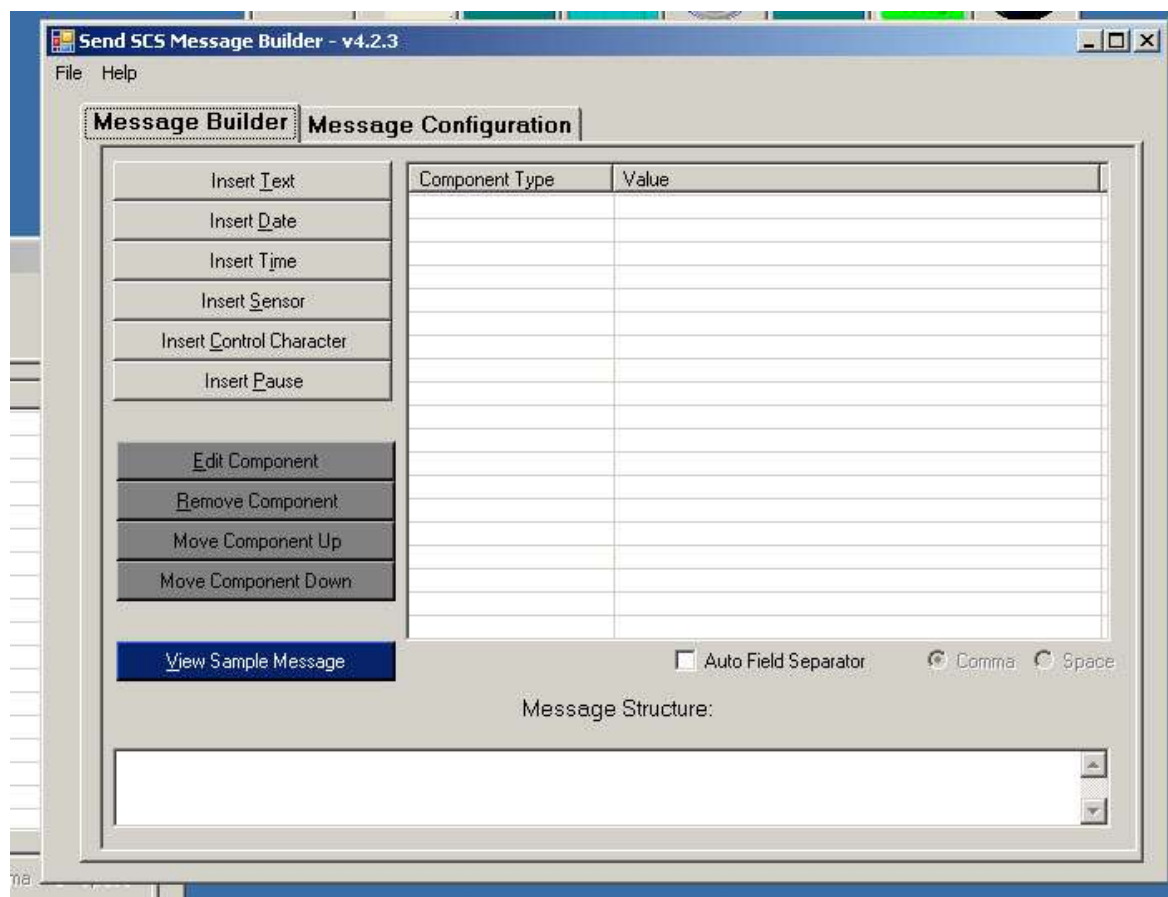 Send SCS Message Builder - v4.2.3
File Help
Message Builder Message Configuration
Insert Text
Insert Date
Insert Time
Insert Sensor
Insert Control Character
Insert Pause
Edit Component
Remove Component
Move Component Up
Move Component Down
View Sample Message
Component Type Value
Auto Field Separator Comma Space
Message Structure: